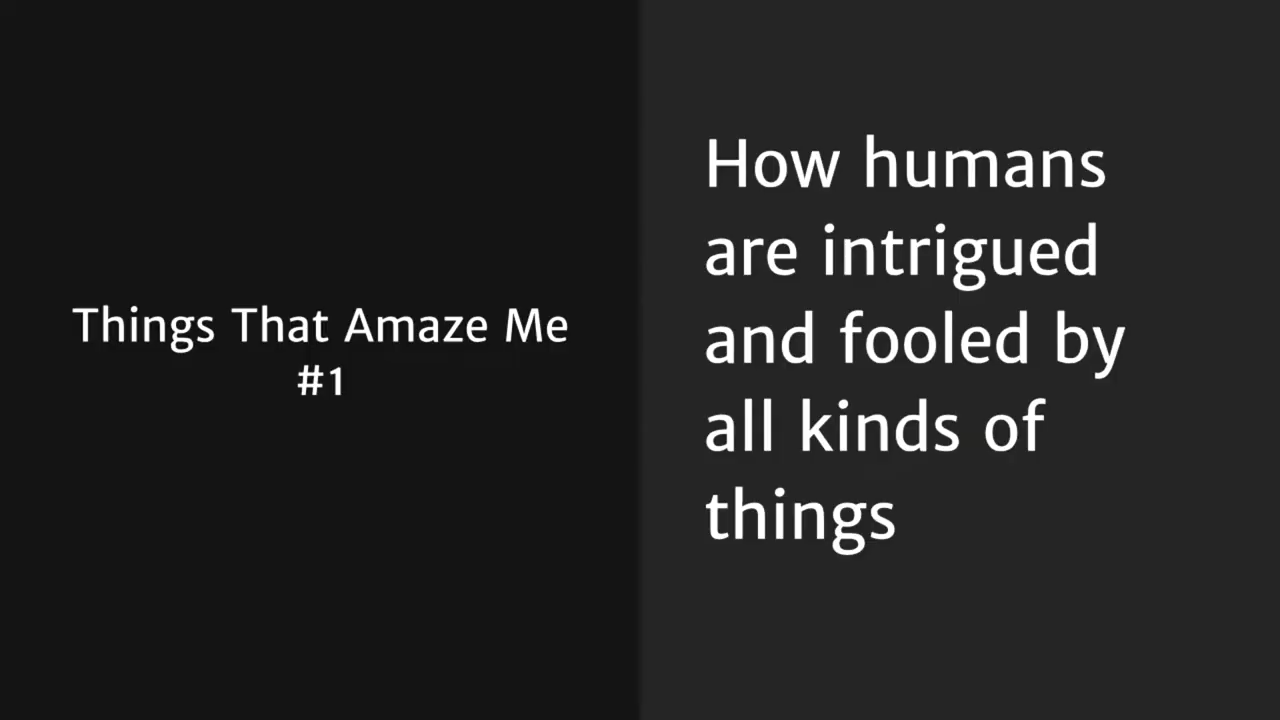 Things That Amaze Me
#1
How humans
are intrigued
and fooled by
all kinds of
things